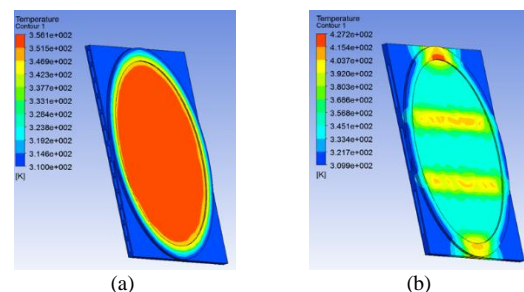 Temperature
Contour 1
3.561e+002
3.515e+002
3.469e+002
3.423e+002
3.377e+002
3.331e+002
3.284e+002
3.238e+002
3.192e+002
3.146e+002
3.100e+002
[K]
(a)
Temperature
Contour 1
4.272e+002
4.154e+002
4.037e+002
3.920e+002
3.803e+002
3.686e+002
3.568e+002
3.451e+002
3.334e+002
3.217e+002
3.099e+002
[K]
(b)